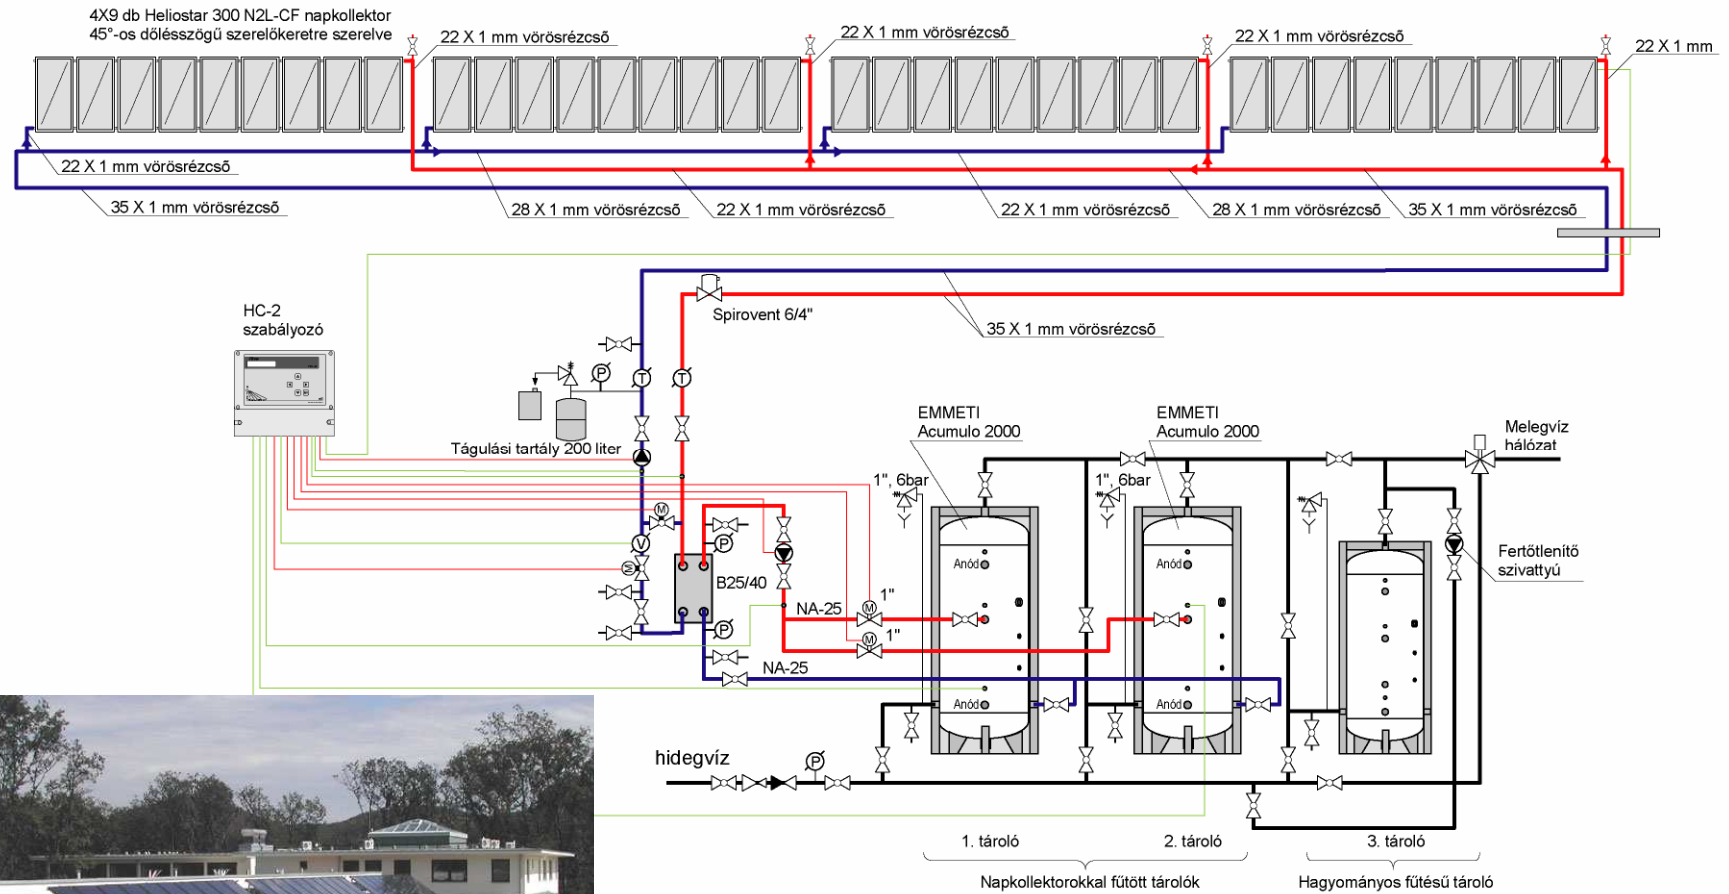 4X9 db Heliostar 300 N2L-CF napkollektor
45°-os dőlésszögű szerelőkeretre szerelve
22 X 1 mm vörösrézcső
22 X 1 mm vörösrézcső
22 X 1 mm vörösrézcső
22 X 1 mm
22 X 1 mm vörösrézcső
35 X 1 mm vörösrézcső
28 X 1 mm vörösrézcső
22 X 1 mm vörösrézcső
22 X 1 mm vörösrézcső
28 X 1 mm vörösrézcső
35 X 1 mm vörösrézcső
Spirovent 6/4"
35 X 1 mm vörösrézcső
HC-2
szabályozó
P
T
T
Tágulási tartály 200 liter
EMMETI
Acumulo 2000
EMMETI
Acumulo 2000
Melegvíz
hálózat
1", 6bar
1", 6bar
M
V
P
M
B25/40
Anód
Anód
Fertőtlenítő
szivattyú
NA-25
M
1"
M
1"
P
NA-25
Anód
Anód
hidegvíz
P
1. tároló
2. tároló
3. tároló
Napkollektorokkal fűtött tárolók
Hagyományos fűtésű tároló